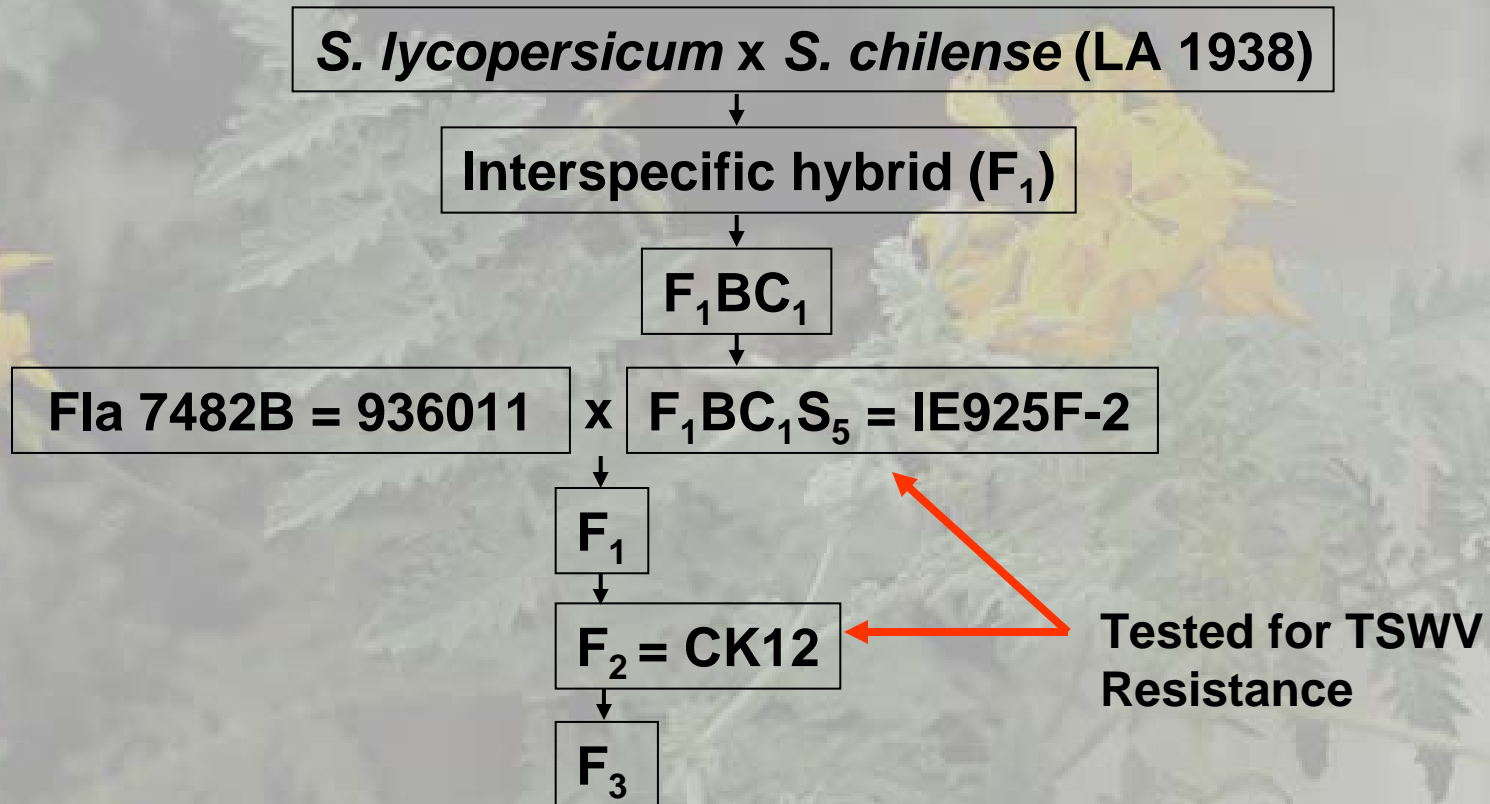 S. lycopersicum x S. chilense (LA 1938)
Interspecific hybrid (F₁)
F₁BC₁
Fla 7482B = 936011 x F₁BC₁S₅ = IE925F-2
F₁
F₂ = CK12
Tested for TSWV
Resistance
F₃